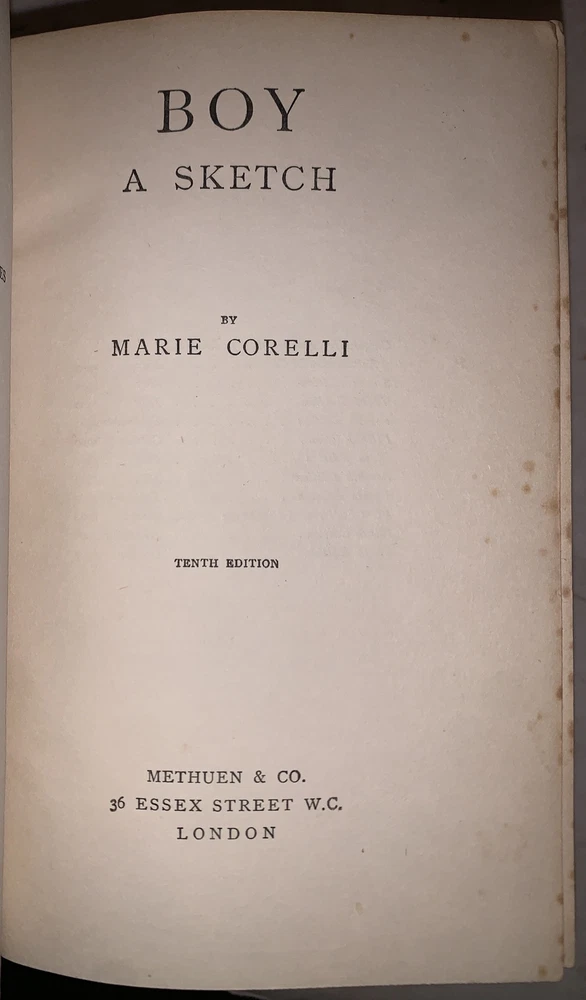 BOY
A SKETCH
BY
MARIE CORELLI
TENTH EDITION
METHUEN & CO.
36 ESSEX STREET W.C.
LONDON